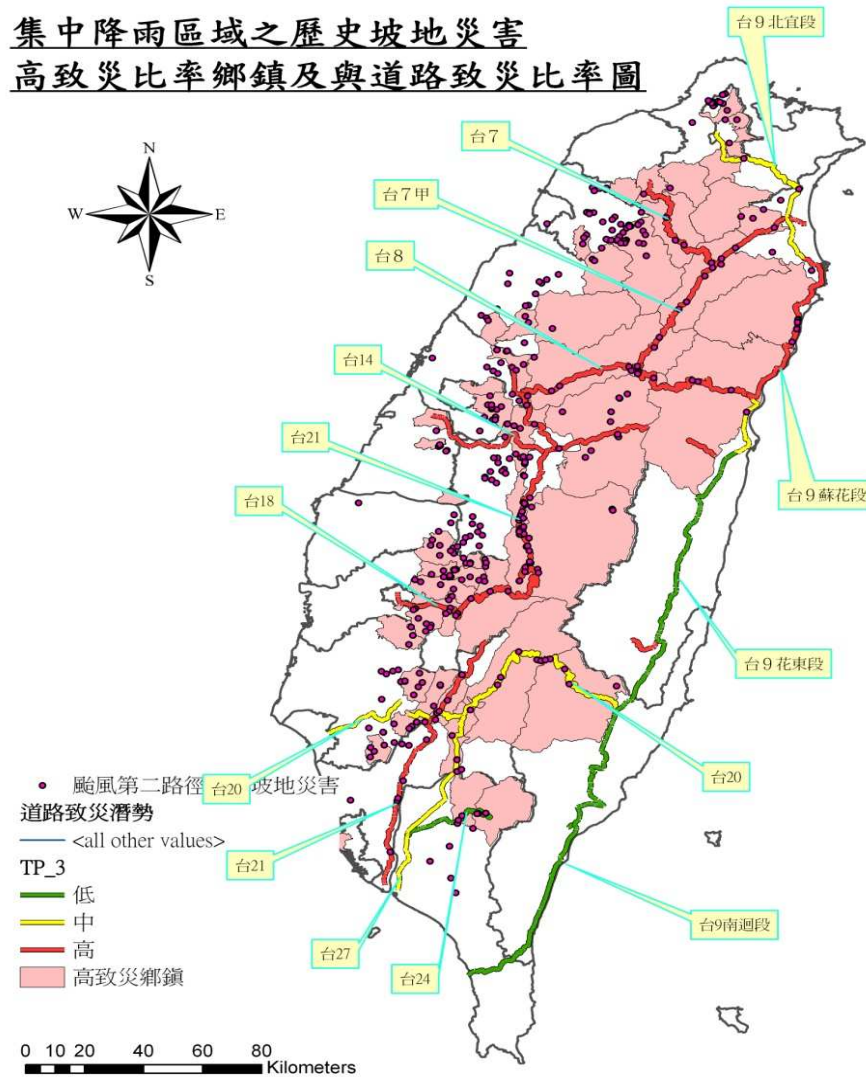 集中降雨區域之歷史坡地災害
高致災比率鄉鎮及與道路致災比率圖
台9北宜段
台7
台7甲
台8
台14
台21
台18
台9蘇花段
台9花東段
台20
台20
台21
台27
台24
台9南迴段
N
W
E
S
颱風第二路徑 坡地災害
道路致災潛勢
<all other values>
TP_3
低
中
高
高致災鄉鎮
0 10 20 40 60 80
Kilometers